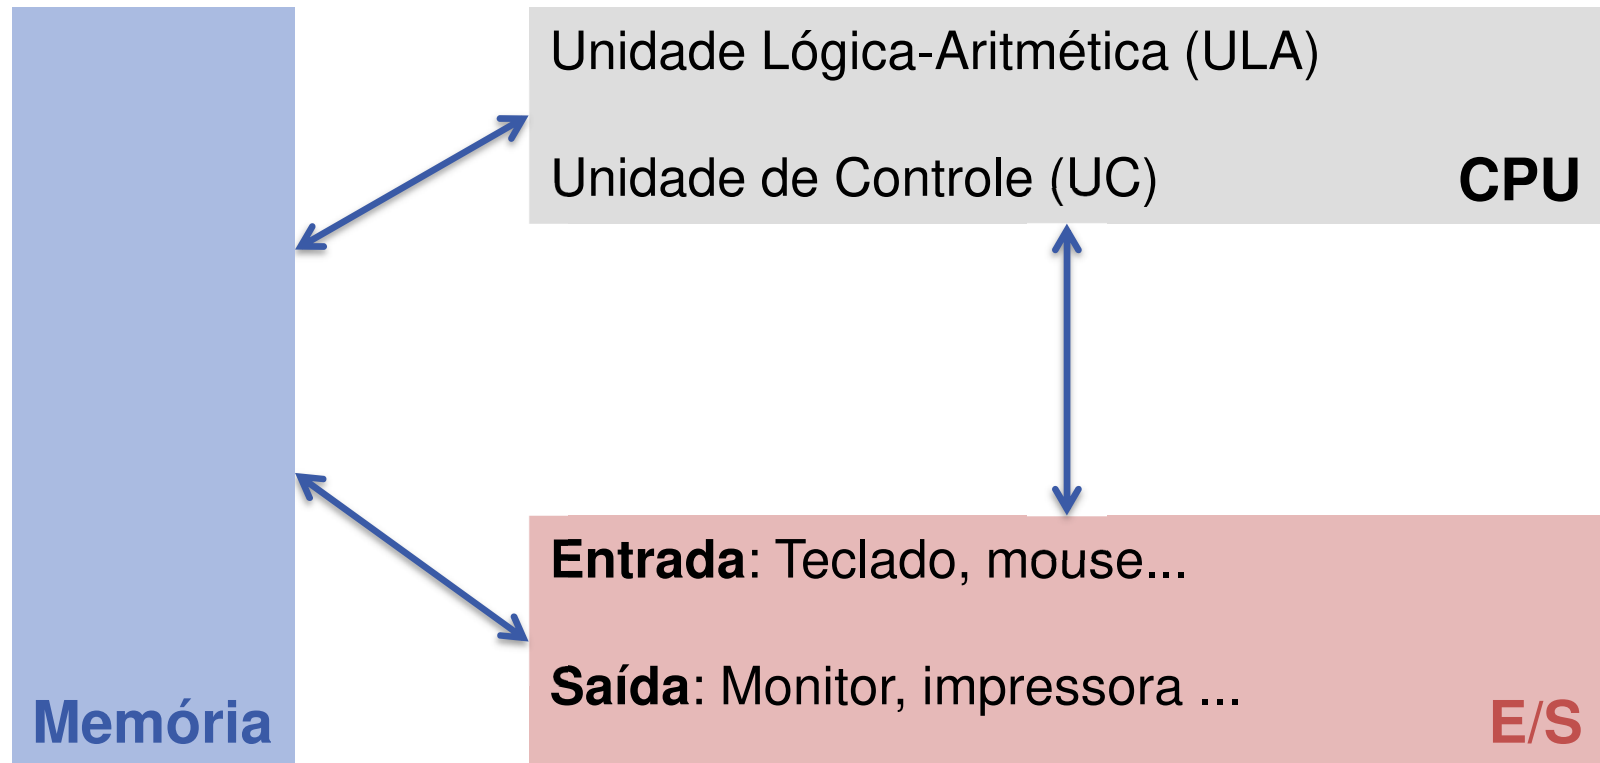 Unidade Lógica-Aritmética (ULA)
Unidade de Controle (UC)
CPU
Entrada: Teclado, mouse...
Saída: Monitor, impressora ...
E/S
Memória